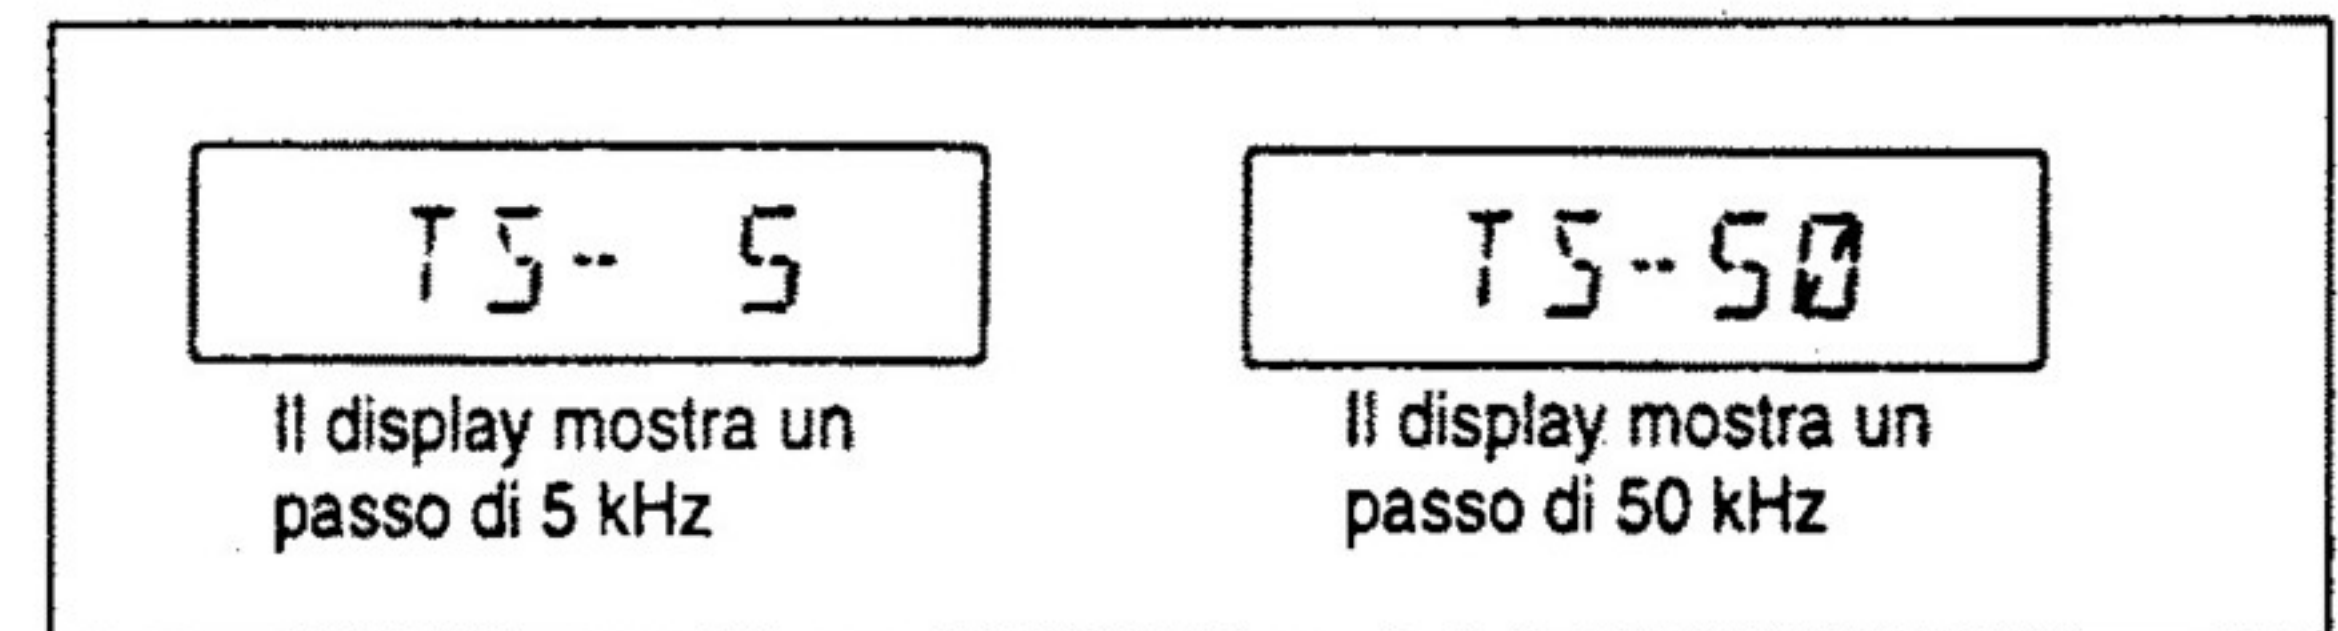 TS- 5
Il display mostra un
passo di 5 kHz
TS-50
Il display mostra un
passo di 50 kHz